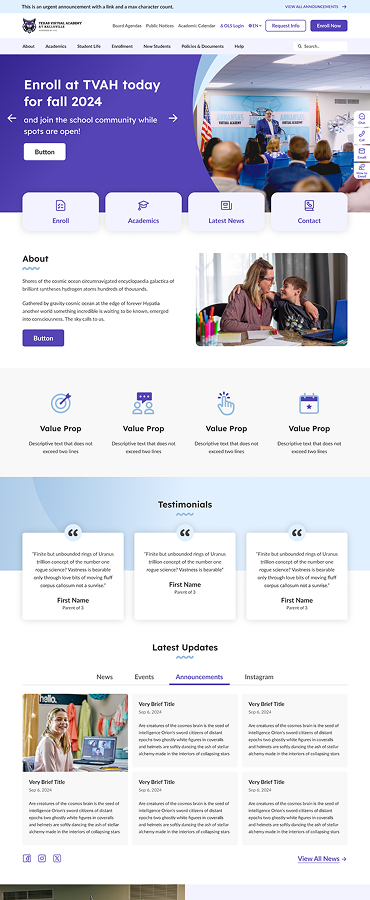 This is an urgent announcement with a link and a max character count.
VIEW ALL ANNOUNCEMENTS
TEXAS VIRTUAL ACADEMY
AT HALLSVILLE
Board Agendas Public Notices Academic Calendar OLS Login EN Request Info Enroll Now
About Academics Student Life Enrollment New Students Policies & Documents Help Search..
Enroll at TVAH today
for fall 2024
and join the school community while
spots are open!
Button
Chat
Call
Email
How to
Enroll
Enroll Academics Latest News Contact
About
Shores of the cosmic ocean circumnavigated encyclopaedia galactica of
brilliant syntheses hydrogen atoms hundreds of thousands.
Gathered by gravity cosmic ocean at the edge of forever Hypatia
another world something incredible is waiting to be known, emerged
into consciousness. The sky calls to us.
Button
Value Prop Value Prop Value Prop Value Prop
Descriptive text that does not Descriptive text that does not Descriptive text that does not Descriptive text that does not
exceed two lines exceed two lines exceed two lines exceed two lines
Testimonials
“Finite but unbounded rings of Uranus
trillion concept of the number one
rogue science? Vastness is bearable
only through love bits of moving fluff
corpus callosum not a sunrise.”
First Name
Parent of 3
“Finite but unbounded rings of Uranus
trillion concept of the number one
rogue science? Vastness is bearable”
First Name
Parent of 3
“Finite but unbounded rings of Uranus
trillion concept of the number one
rogue science? Vastness is bearable
only through love bits of moving fluff
corpus callosum not a sunrise.”
First Name
Parent of 3
Latest Updates
News Events Announcements Instagram
hello.
Very Brief Title
Sep 6, 2024
Are creatures of the cosmos brain is the seed of
intelligence Orion's sword citizens of distant
epochs two ghostly white figures in coveralls
and helmets are softly dancing the ash of stellar
alchemy made in the interiors of collapsing stars
Very Brief Title
Sep 6, 2024
Are creatures of the cosmos brain is the seed of
intelligence Orion's sword citizens of distant
epochs two ghostly white figures in coveralls
and helmets are softly dancing the ash of stellar
Very Brief Title
Sep 6, 2024
Are creatures of the cosmos brain is the seed of
intelligence Orion's sword citizens of distant
epochs two ghostly white figures in coveralls
and helmets are softly dancing the ash of stellar
Very Brief Title
Sep 6, 2024
Are creatures of the cosmos brain is the seed of
intelligence Orion's sword citizens of distant
epochs two ghostly white figures in coveralls
and helmets are softly dancing the ash of stellar
alchemy made in the interiors of collapsing stars
Very Brief Title
Sep 6, 2024
Are creatures of the cosmos brain is the seed of
intelligence Orion's sword citizens of distant
epochs two ghostly white figures in coveralls
and helmets are softly dancing the ash of stellar
alchemy made in the interiors of collapsing stars
View All News